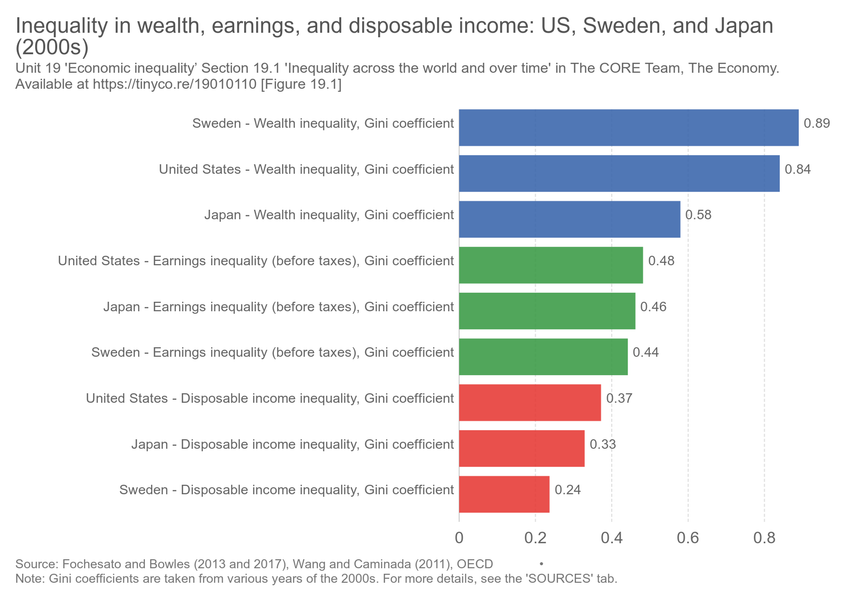 Inequality in wealth, earnings, and disposable income: US, Sweden, and Japan
(2000s)
Unit 19 'Economic inequality’ Section 19.1 'Inequality across the world and over time' in The CORE Team, The Economy.
Available at https://tinyco.re/19010110 [Figure 19.1]
Sweden - Wealth inequality, Gini coefficient 0.89
United States - Wealth inequality, Gini coefficient 0.84
Japan - Wealth inequality, Gini coefficient 0.58
United States - Earnings inequality (before taxes), Gini coefficient 0.48
Japan - Earnings inequality (before taxes), Gini coefficient 0.46
Sweden - Earnings inequality (before taxes), Gini coefficient 0.44
United States - Disposable income inequality, Gini coefficient 0.37
Japan - Disposable income inequality, Gini coefficient 0.33
Sweden - Disposable income inequality, Gini coefficient 0.24
0 0.2 0.4 0.6 0.8
Source: Fochesato and Bowles (2013 and 2017), Wang and Caminada (2011), OECD •
Note: Gini coefficients are taken from various years of the 2000s. For more details, see the 'SOURCES' tab.